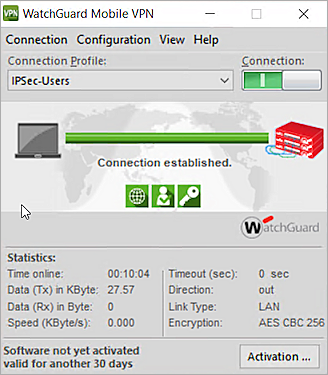 VPN WatchGuard Mobile VPN
Connection Configuration View Help
Connection Profile: Connection:
IPSec-Users
Connection established.
WatchGuard
Statistics:
Time online: 00:10:04 Timeout (sec): 0 sec
Data (Tx) in KByte: 27.57 Direction: out
Data (Rx) in Byte: 0 Link Type: LAN
Speed (KByte/s): 0.000 Encryption: AES CBC 256
Software not yet activated
valid for another 30 days
Activation ...